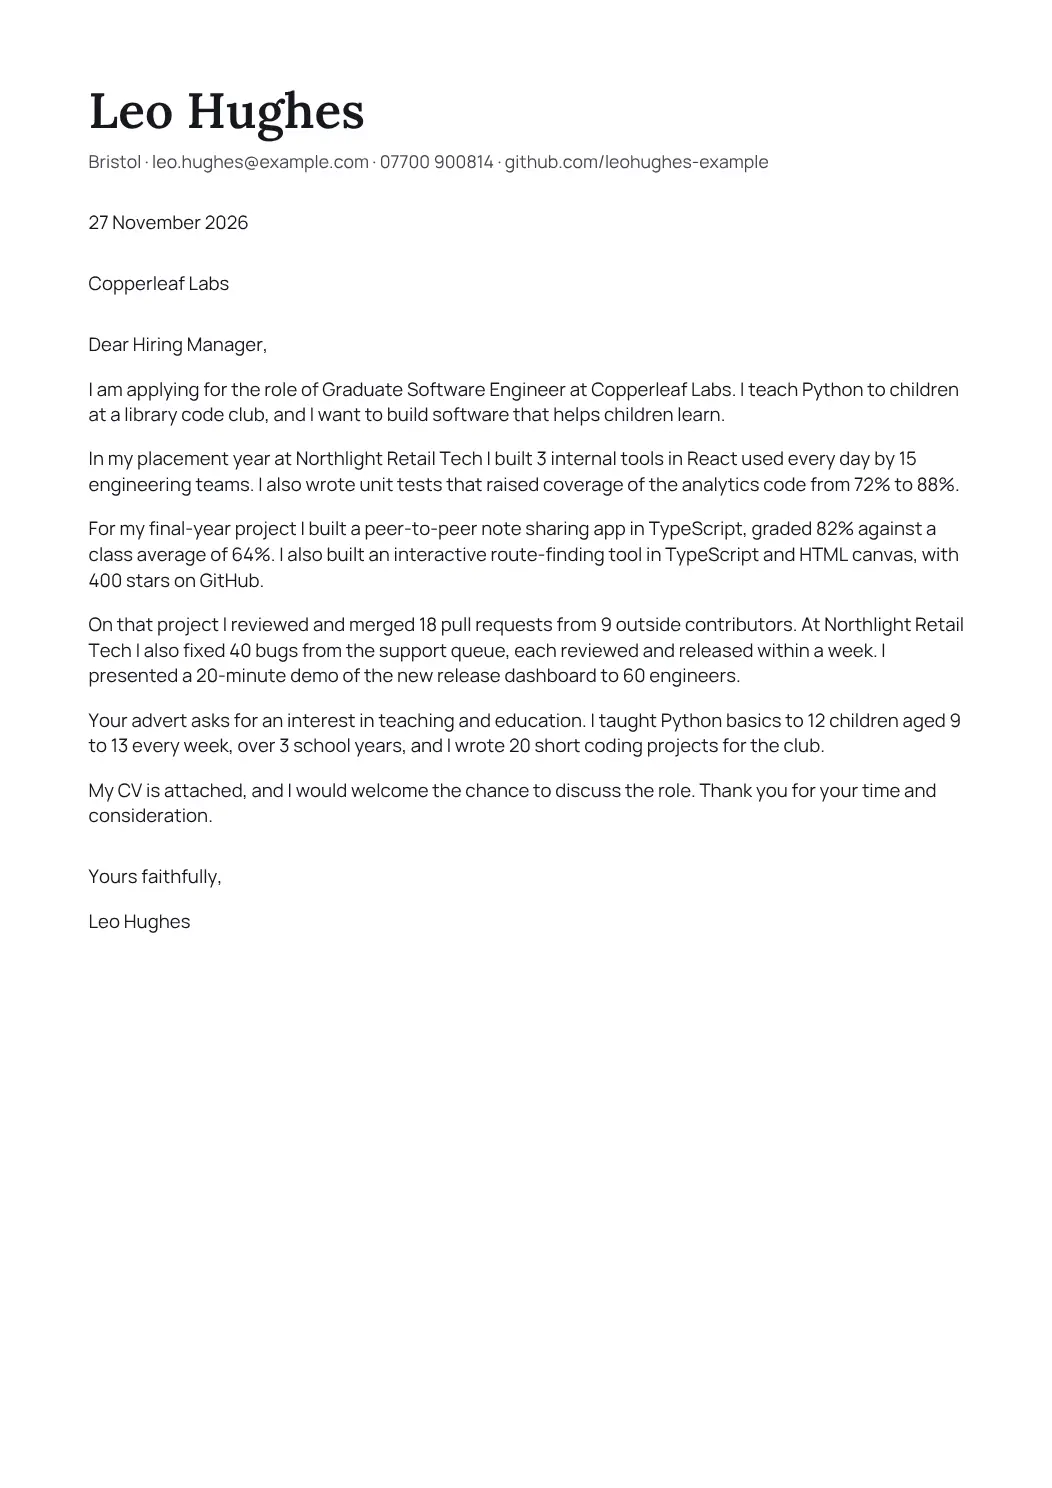 Leo Hughes
Bristol · leo.hughes@example.com · 07700 900814 · github.com/leohughes-example
27 November 2026
Copperleaf Labs
Dear Hiring Manager,
I am applying for the role of Graduate Software Engineer at Copperleaf Labs. I teach Python to children
at a library code club, and I want to build software that helps children learn.
In my placement year at Northlight Retail Tech I built 3 internal tools in React used every day by 15
engineering teams. I also wrote unit tests that raised coverage of the analytics code from 72% to 88%.
For my final-year project I built a peer-to-peer note sharing app in TypeScript, graded 82% against a
class average of 64%. I also built an interactive route-finding tool in TypeScript and HTML canvas, with
400 stars on GitHub.
On that project I reviewed and merged 18 pull requests from 9 outside contributors. At Northlight Retail
Tech I also fixed 40 bugs from the support queue, each reviewed and released within a week. I
presented a 20-minute demo of the new release dashboard to 60 engineers.
Your advert asks for an interest in teaching and education. I taught Python basics to 12 children aged 9
to 13 every week, over 3 school years, and I wrote 20 short coding projects for the club.
My CV is attached, and I would welcome the chance to discuss the role. Thank you for your time and
consideration.
Yours faithfully,
Leo Hughes